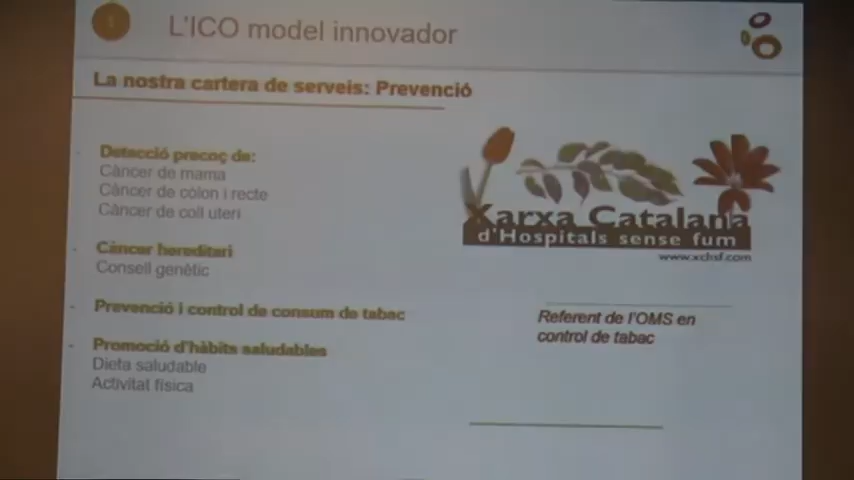 1
L'ICO model innovador
La nostra cartera de serveis: Prevenció
- Detecció precoç de:
Càncer de mama
Càncer de còlon i recte
Càncer de coll uterí
- Càncer hereditari
Consell genètic
- Prevenció i control de consum de tabac
- Promoció d'hàbits saludables
Dieta saludable
Activitat física
Xarxa Catalana
d'Hospitals sense fum
www.xchsf.com
Referent de l'OMS en
control de tabac